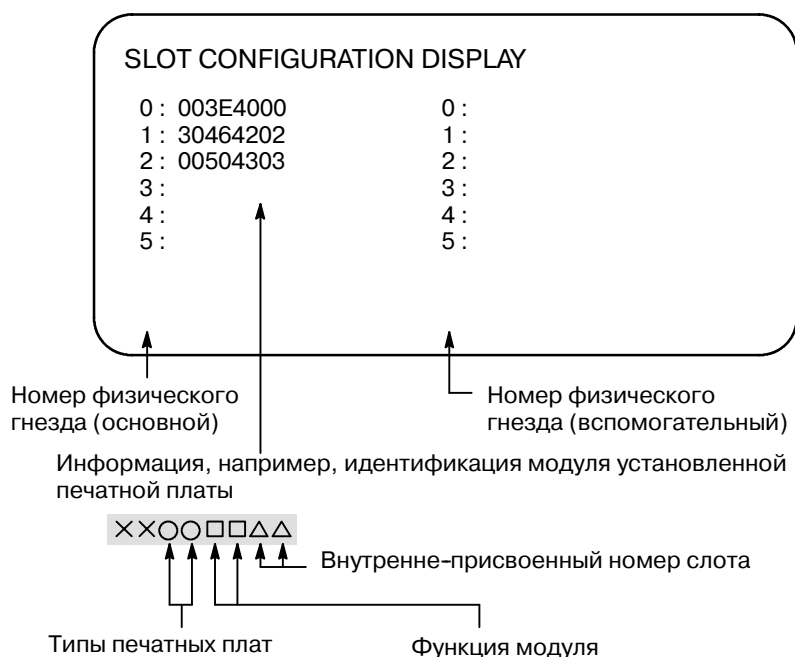 SLOT CONFIGURATION DISPLAY
0 : 003E4000 0 :
1 : 30464202 1 :
2 : 00504303 2 :
3 : 3 :
4 : 4 :
5 : 5 :
Номер физического гнезда (основной)
Номер физического гнезда (вспомогательный)
Информация, например, идентификация модуля установленной
печатной платы
××○○□□△△
Внутренне-присвоенный номер слота
Типы печатных плат
Функция модуля